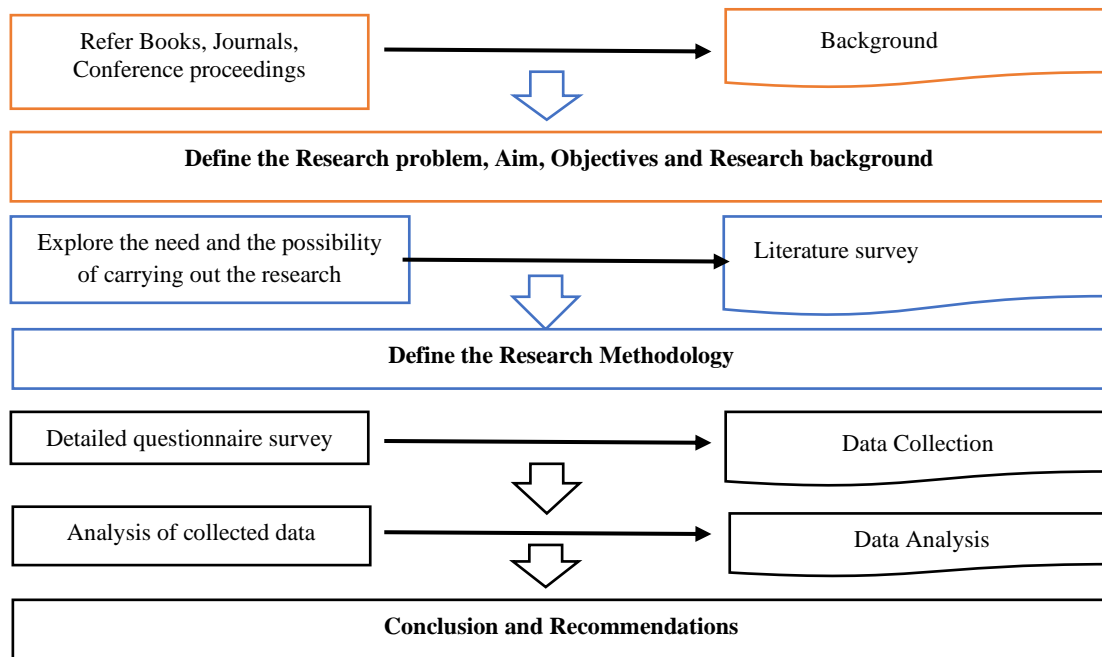 Refer Books, Journals,
Conference proceedings
Background
Define the Research problem, Aim, Objectives and Research background
Explore the need and the possibility
of carrying out the research
Literature survey
Define the Research Methodology
Detailed questionnaire survey
Data Collection
Analysis of collected data
Data Analysis
Conclusion and Recommendations